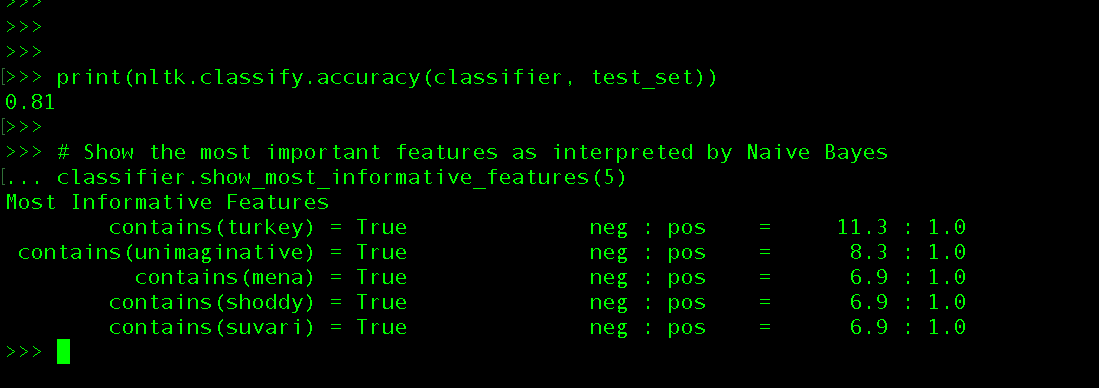 >>>
>>>
>>>
[>>> print(nltk.classify.accuracy(classifier, test_set))
0.81
[>>>
>>> # Show the most important features as interpreted by Naive Bayes
[... classifier.show_most_informative_features(5)
Most Informative Features
contains(turkey) = True neg : pos = 11.3 : 1.0
contains(unimaginative) = True neg : pos = 8.3 : 1.0
contains(mena) = True neg : pos = 6.9 : 1.0
contains(shoddy) = True neg : pos = 6.9 : 1.0
contains(suvari) = True neg : pos = 6.9 : 1.0
>>>